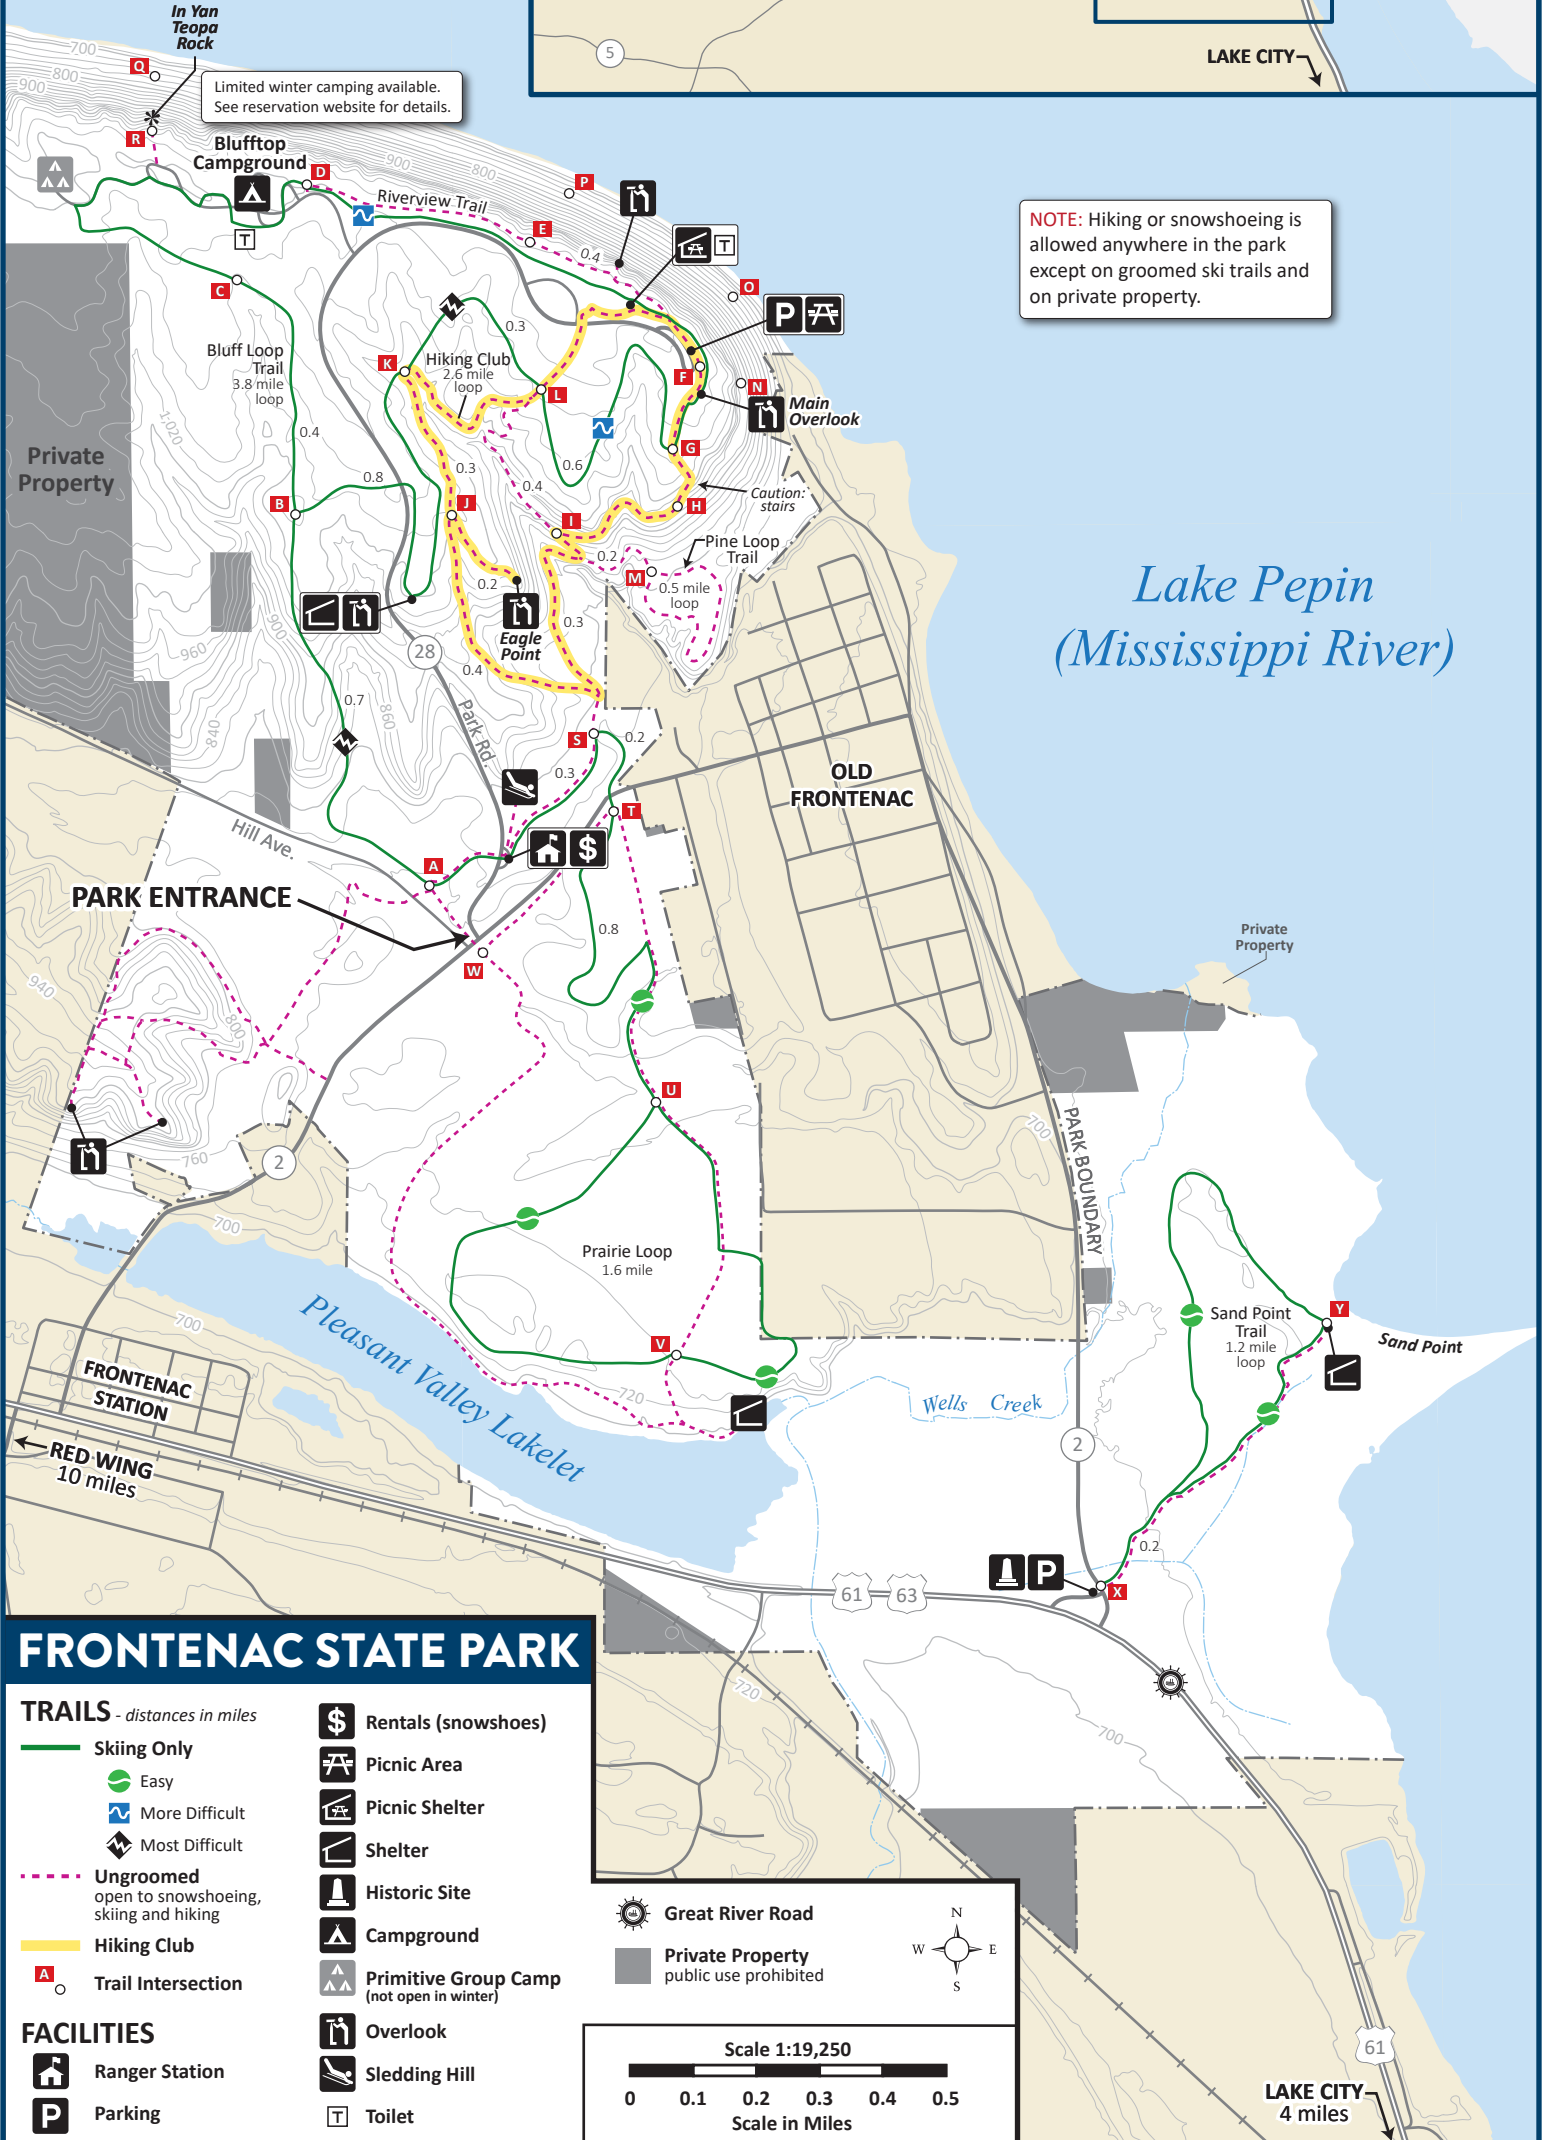 In Yan
Teopa
Rock
5
LAKE CITY
700
800
900
Q
Limited winter camping available.
See reservation website for details.
R
Blufftop
Campground
D
900
800
P
Riverview Trail
T
E
0.4
T
NOTE: Hiking or snowshoeing is
allowed anywhere in the park
except on groomed ski trails and
on private property.
C
O
P
0.3
Bluff Loop
Trail
3.8 mile
loop
K
Hiking Club
2.6 mile
loop
L
F
N
Main
Overlook
1,020
0.4
Private
Property
G
0.8
0.3
0.6
0.4
B
J
I
H
Caution:
stairs
Pine Loop
Trail
0.2
M
0.5 mile
loop
0.2
Lake Pepin
(Mississippi River)
Eagle
Point
0.3
900
960
28
0.4
0.7
860
840
Park Rd.
S
0.2
0.3
OLD
FRONTENAC
T
Hill Ave.
$
A
PARK ENTRANCE
0.8
W
Private
Property
940
800
U
700
PARK BOUNDARY
760
2
700
Prairie Loop
1.6 mile
Pleasant Valley Lakelet
700
V
720
Y
Sand Point
Trail
1.2 mile
loop
Sand Point
FRONTENAC
STATION
Wells Creek
RED WING
10 miles
2
0.2
P
X
61
63
720
700
FRONTENAC STATE PARK
TRAILS - distances in miles
Skiing Only
Easy
More Difficult
Most Difficult
Ungroomed
open to snowshoeing,
skiing and hiking
Hiking Club
A
Trail Intersection
FACILITIES
Ranger Station
P
Parking
$
Rentals (snowshoes)
Picnic Area
Picnic Shelter
Shelter
Historic Site
Campground
Primitive Group Camp
(not open in winter)
Overlook
Sledding Hill
T
Toilet
Great River Road
Private Property
public use prohibited
N
W E
S
Scale 1:19,250
0 0.1 0.2 0.3 0.4 0.5
Scale in Miles
61
LAKE CITY
4 miles